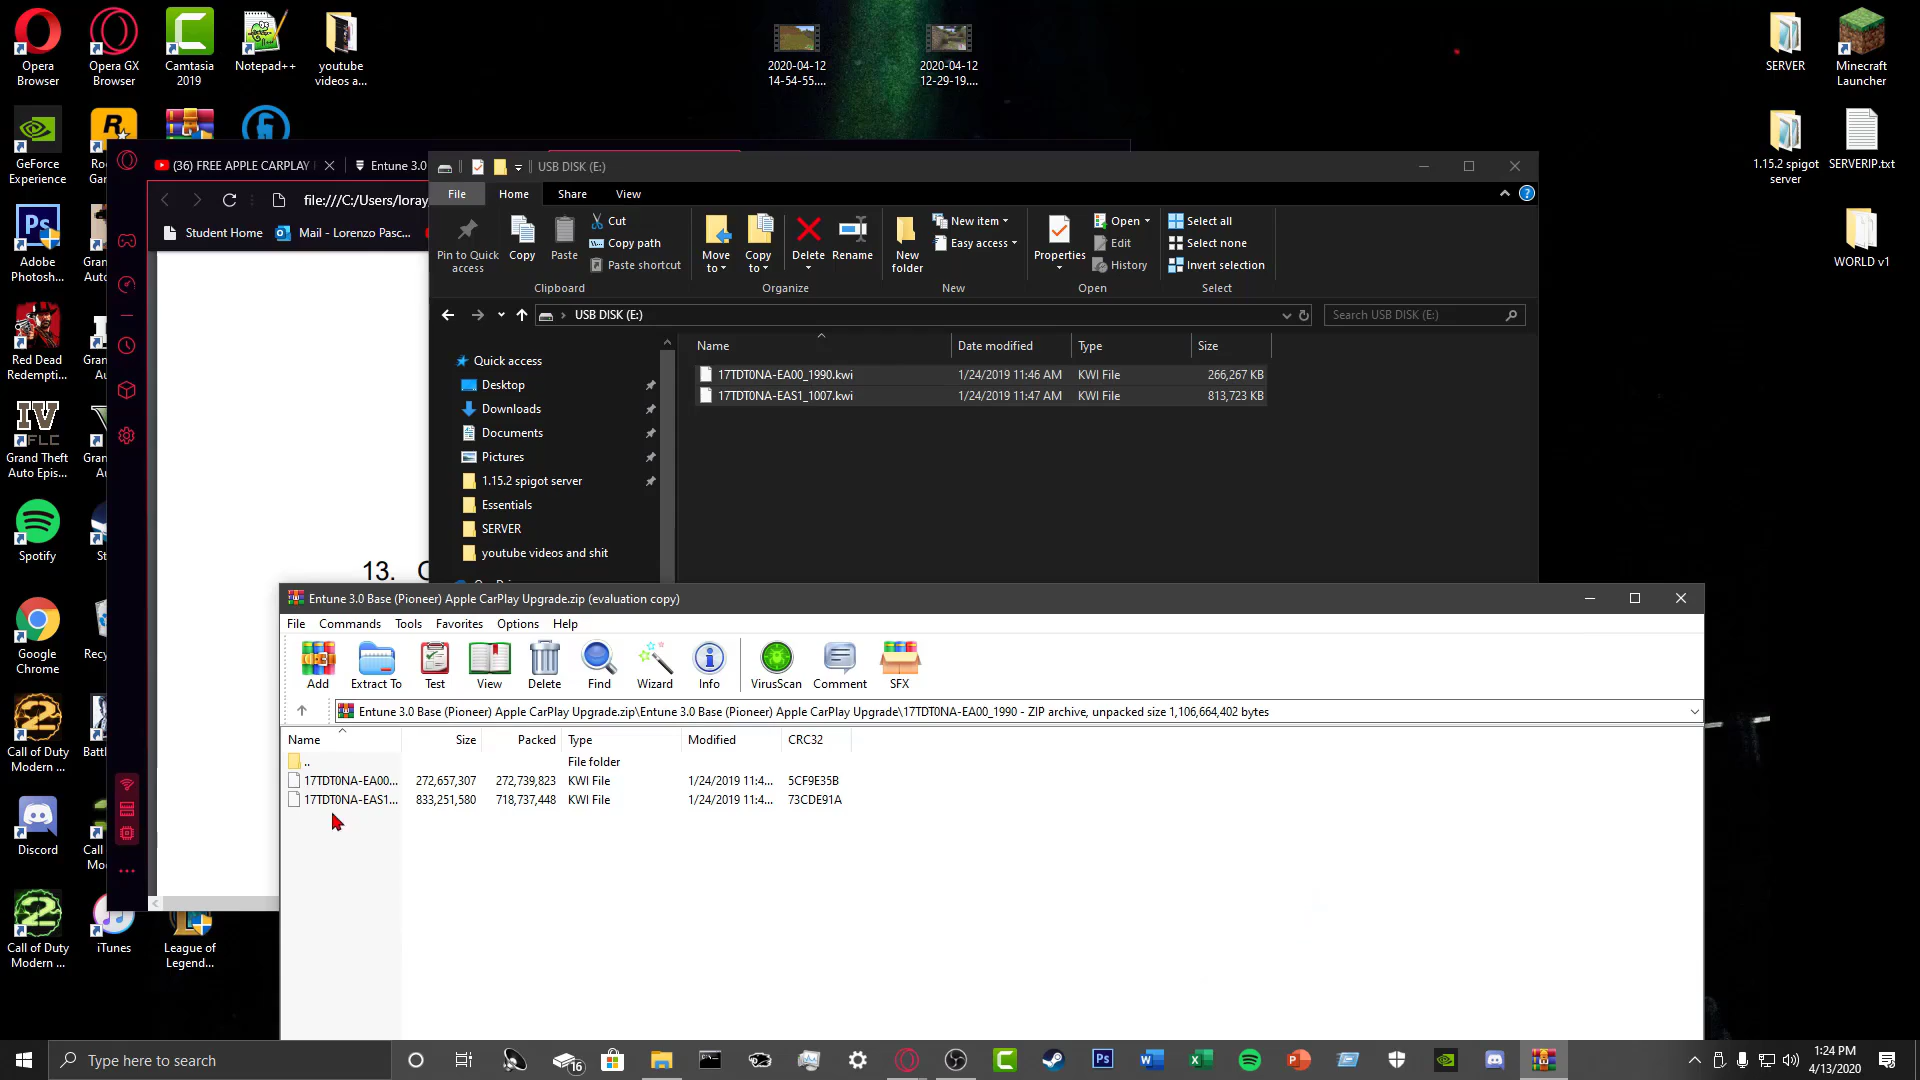 Opera Browser
Opera GX Browser
Camtasia 2019
Notepad++
youtube videos a...
2020-04-12 14-54-55....
2020-04-12 12-29-19....
SERVER
Minecraft Launcher
GeForce Experience
1.15.2 spigot server
SERVERIP.txt
Adobe Photosh...
WORLD v1
Red Dead Redempti...
Grand Theft Auto Epis...
Spotify
Google Chrome
Call of Duty Modern ...
Discord
Call of Duty Modern ...
iTunes
League of Legend...
(36) FREE APPLE CARPLAY
Entune 3.0
file:///C:/Users/loray
Student Home
Mail - Lorenzo Pasc...
13.
USB DISK (E:)
File
Home
Share
View
Pin to Quick access
Copy
Paste
Cut
Copy path
Paste shortcut
Move to
Copy to
Delete
Rename
New folder
New item
Easy access
Properties
Open
Edit
History
Select all
Select none
Invert selection
Clipboard
Organize
New
Open
Select
USB DISK (E:)
Search USB DISK (E:)
Quick access
Desktop
Downloads
Documents
Pictures
1.15.2 spigot server
Essentials
SERVER
youtube videos and shit
Name Date modified Type Size
17TDT0NA-EA00_1990.kwi 1/24/2019 11:46 AM KWI File 266,267 KB
17TDT0NA-EAS1_1007.kwi 1/24/2019 11:47 AM KWI File 813,723 KB
Entune 3.0 Base (Pioneer) Apple CarPlay Upgrade.zip (evaluation copy)
File Commands Tools Favorites Options Help
Add Extract To Test View Delete Find Wizard Info VirusScan Comment SFX
Entune 3.0 Base (Pioneer) Apple CarPlay Upgrade.zip\Entune 3.0 Base (Pioneer) Apple CarPlay Upgrade\17TDT0NA-EA00_1990 - ZIP archive, unpacked size 1,106,664,402 bytes
Name Size Packed Type Modified CRC32
.. File folder
17TDT0NA-EA00... 272,657,307 272,739,823 KWI File 1/24/2019 11:4... 5CF9E35B
17TDT0NA-EAS1... 833,251,580 718,737,448 KWI File 1/24/2019 11:4... 73CDE91A
Type here to search
16
1:24 PM
4/13/2020